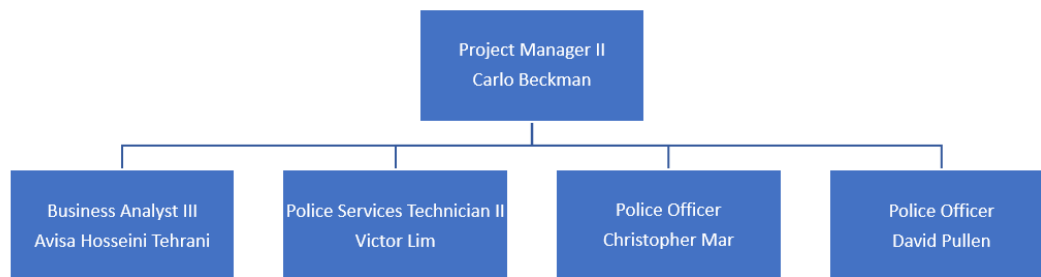 Project Manager II
Carlo Beckman
Business Analyst III
Avisa Hosseini Tehrani
Police Services Technician II
Victor Lim
Police Officer
Christopher Mar
Police Officer
David Pullen